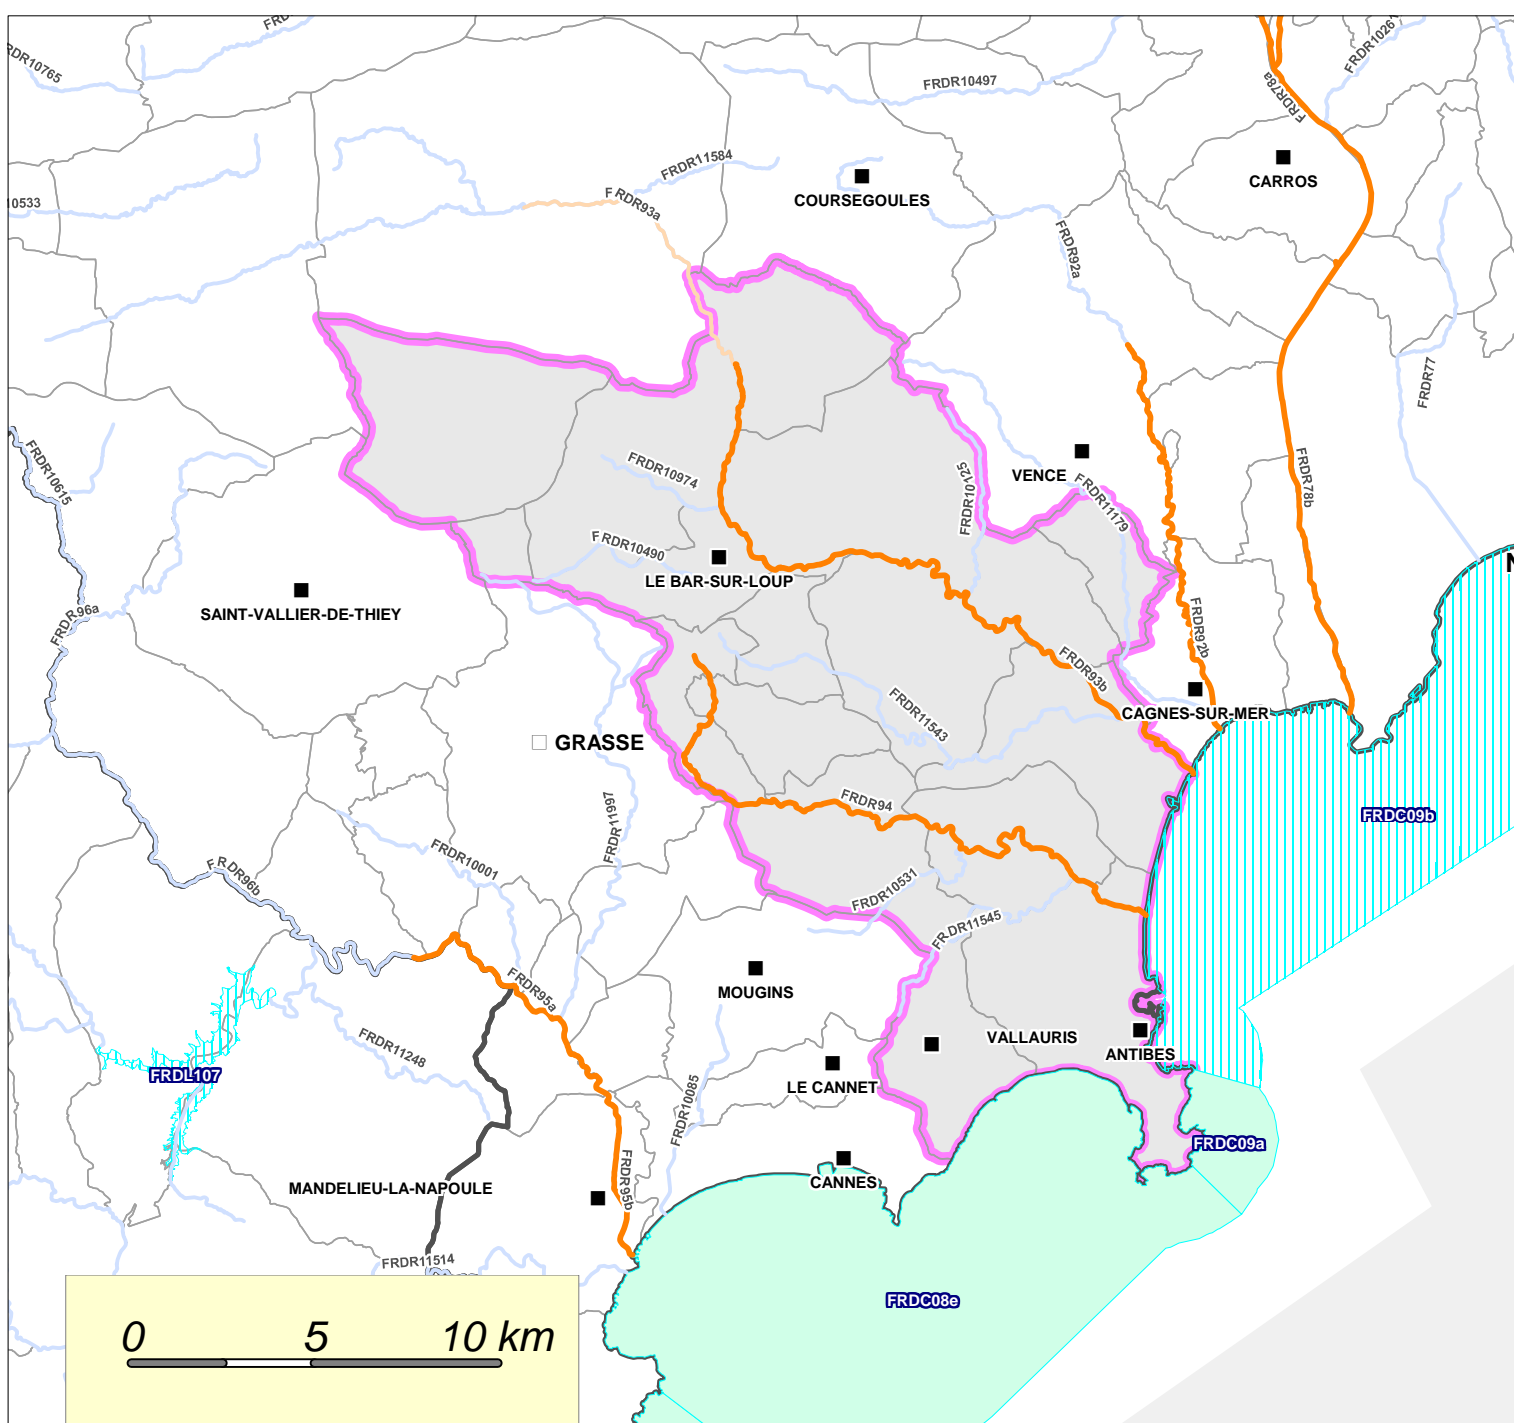 FRDR10765
FRDR10497
FRDR78a
FRDR1026
CARROS
FRDR11584
COURSEGOULES
10533
FRDR93a
FRDR92a
FRDR77
FRDR10615
FRDR10974
FRDR10125
VENCE
FRDR11179
FRDR78b
FRDR10490
LE BAR-SUR-LOUP
N
FRDR96a
SAINT-VALLIER-DE-THIEY
FRDR92b
FRDR93b
CAGNES-SUR-MER
FRDR11543
GRASSE
FRDR94
FRDC09b
FRDR11997
FRDR10001
FRDR96b
FRDR10531
FRDR11545
MOUGINS
FRDR95a
VALLAURIS
ANTIBES
FRDR11248
FRDL107
LE CANNET
FRDR10085
FRDC09a
CANNES
MANDELIEU-LA-NAPOULE
FRDR95b
FRDR11514
FRDC08e
0 5 10 km